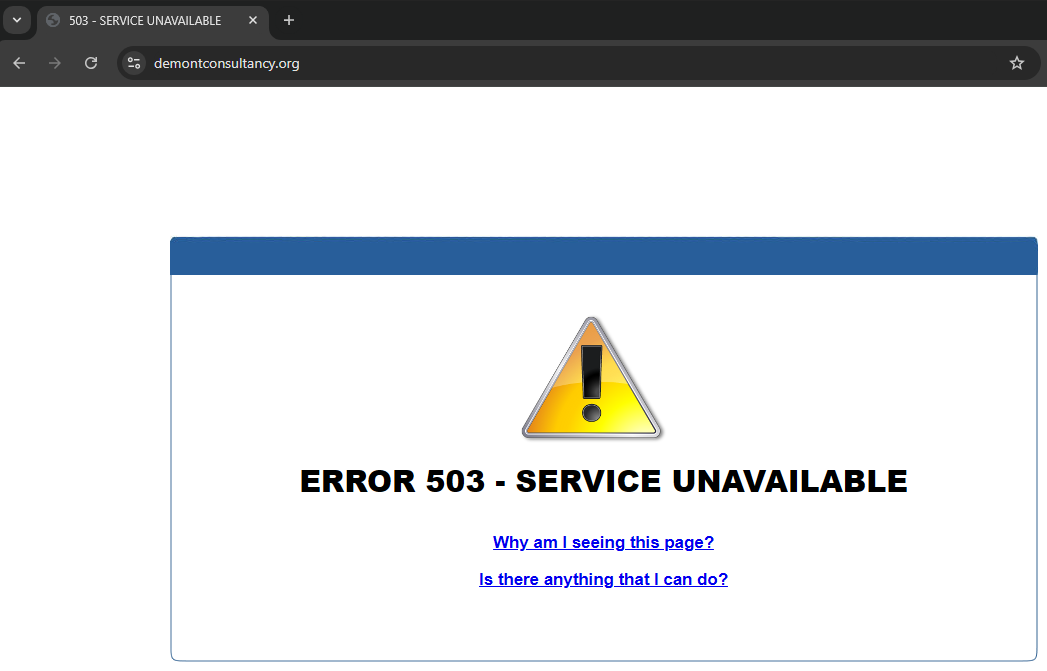 503 - SERVICE UNAVAILABLE
demontconsultancy.org
ERROR 503 - SERVICE UNAVAILABLE
Why am I seeing this page?
Is there anything that I can do?